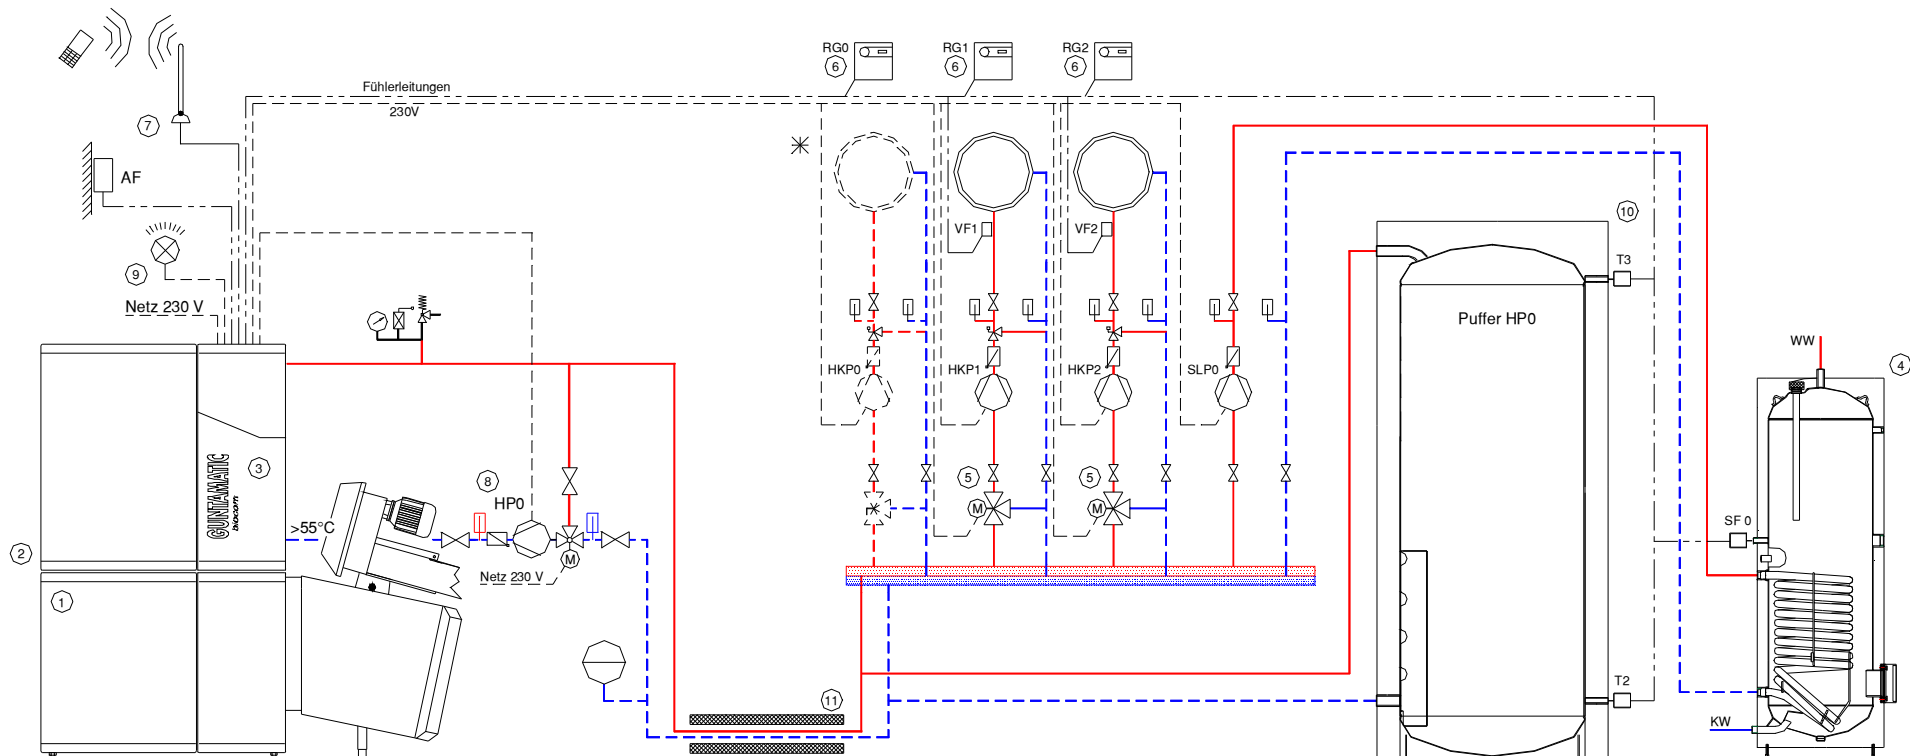 RG0
6
RG1
6
RG2
6
Fühlerleitungen
230V
7
AF
9
Netz 230 V
VF1
VF2
10
T3
Puffer HP0
WW
4
HKP0
HKP1
HKP2
SLP0
3
GUNTAMATIC
biocom
8
HP0
>55°C
5
M
5
M
SF 0
2
Netz 230 V
M
1
11
T2
KW